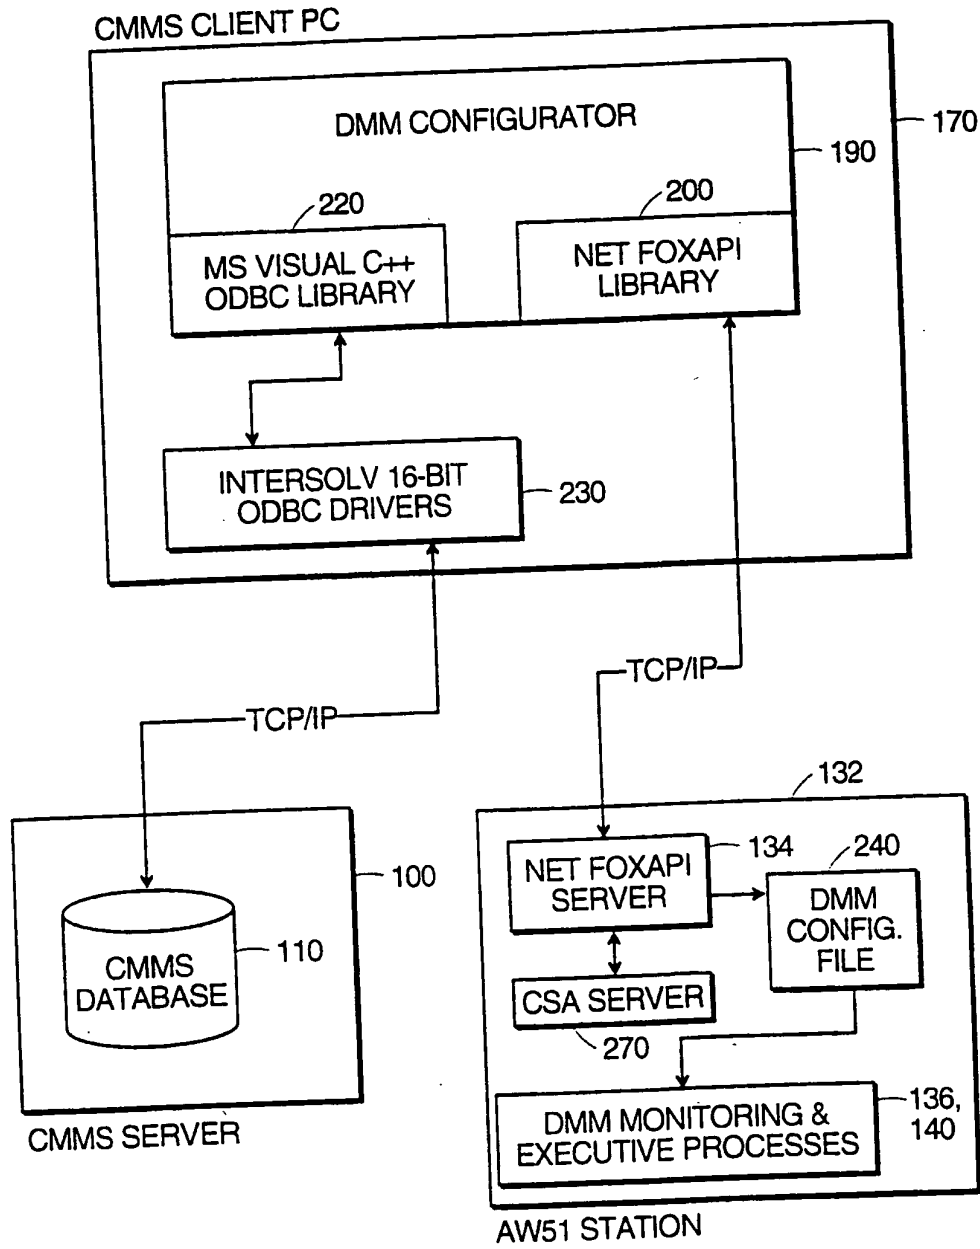 CMMS CLIENT PC
DMM CONFIGURATOR
170
190
220
200
MS VISUAL C++
ODBC LIBRARY
NET FOXAPI
LIBRARY
INTERSOLV 16-BIT
ODBC DRIVERS
230
TCP/IP
TCP/IP
132
100
NET FOXAPI
SERVER
134
240
DMM
CONFIG.
FILE
110
CMMS
DATABASE
CSA SERVER
270
DMM MONITORING &
EXECUTIVE PROCESSES
136,
140
CMMS SERVER
AW51 STATION